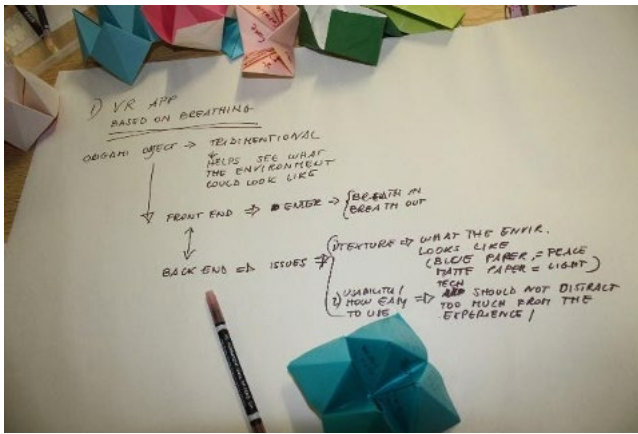 1) VR APP
BASED ON BREATHING
ORIGAMI OBJECT → TRIDIMENTIONAL
HELPS SEE WHAT
THE ENVIRONMENT
COULD LOOK LIKE
FRONT END ⇒ ENTER → { BREATH IN
BREATH OUT
BACK END ⇒ ISSUES ⇒
1) TEXTURE ⇒ WHAT THE ENVIR.
LOOKS LIKE
(BLUE PAPER = PEACE
MATTE PAPER = LIGHT)
2) USABILITY/
HOW EASY
TO USE ⇒ TECH SHOULD NOT DISTRACT
TOO MUCH FROM THE
EXPERIENCE!